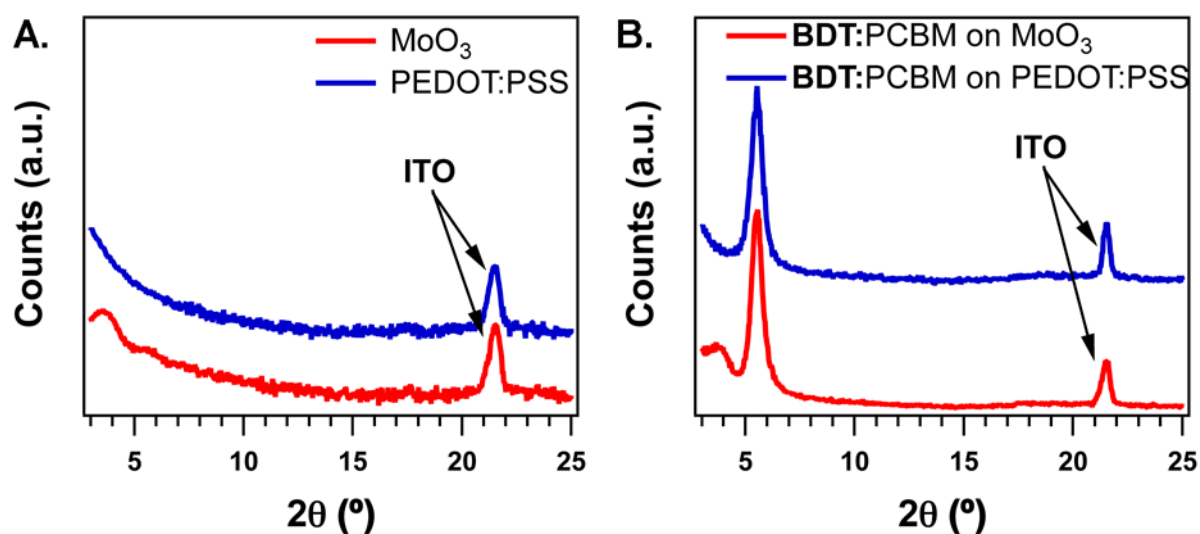 A.
MoO₃
PEDOT:PSS
ITO
Counts (a.u.)
5 10 15 20 25
2θ (º)
B.
BDT:PCBM on MoO₃
BDT:PCBM on PEDOT:PSS
ITO
Counts (a.u.)
5 10 15 20 25
2θ (º)